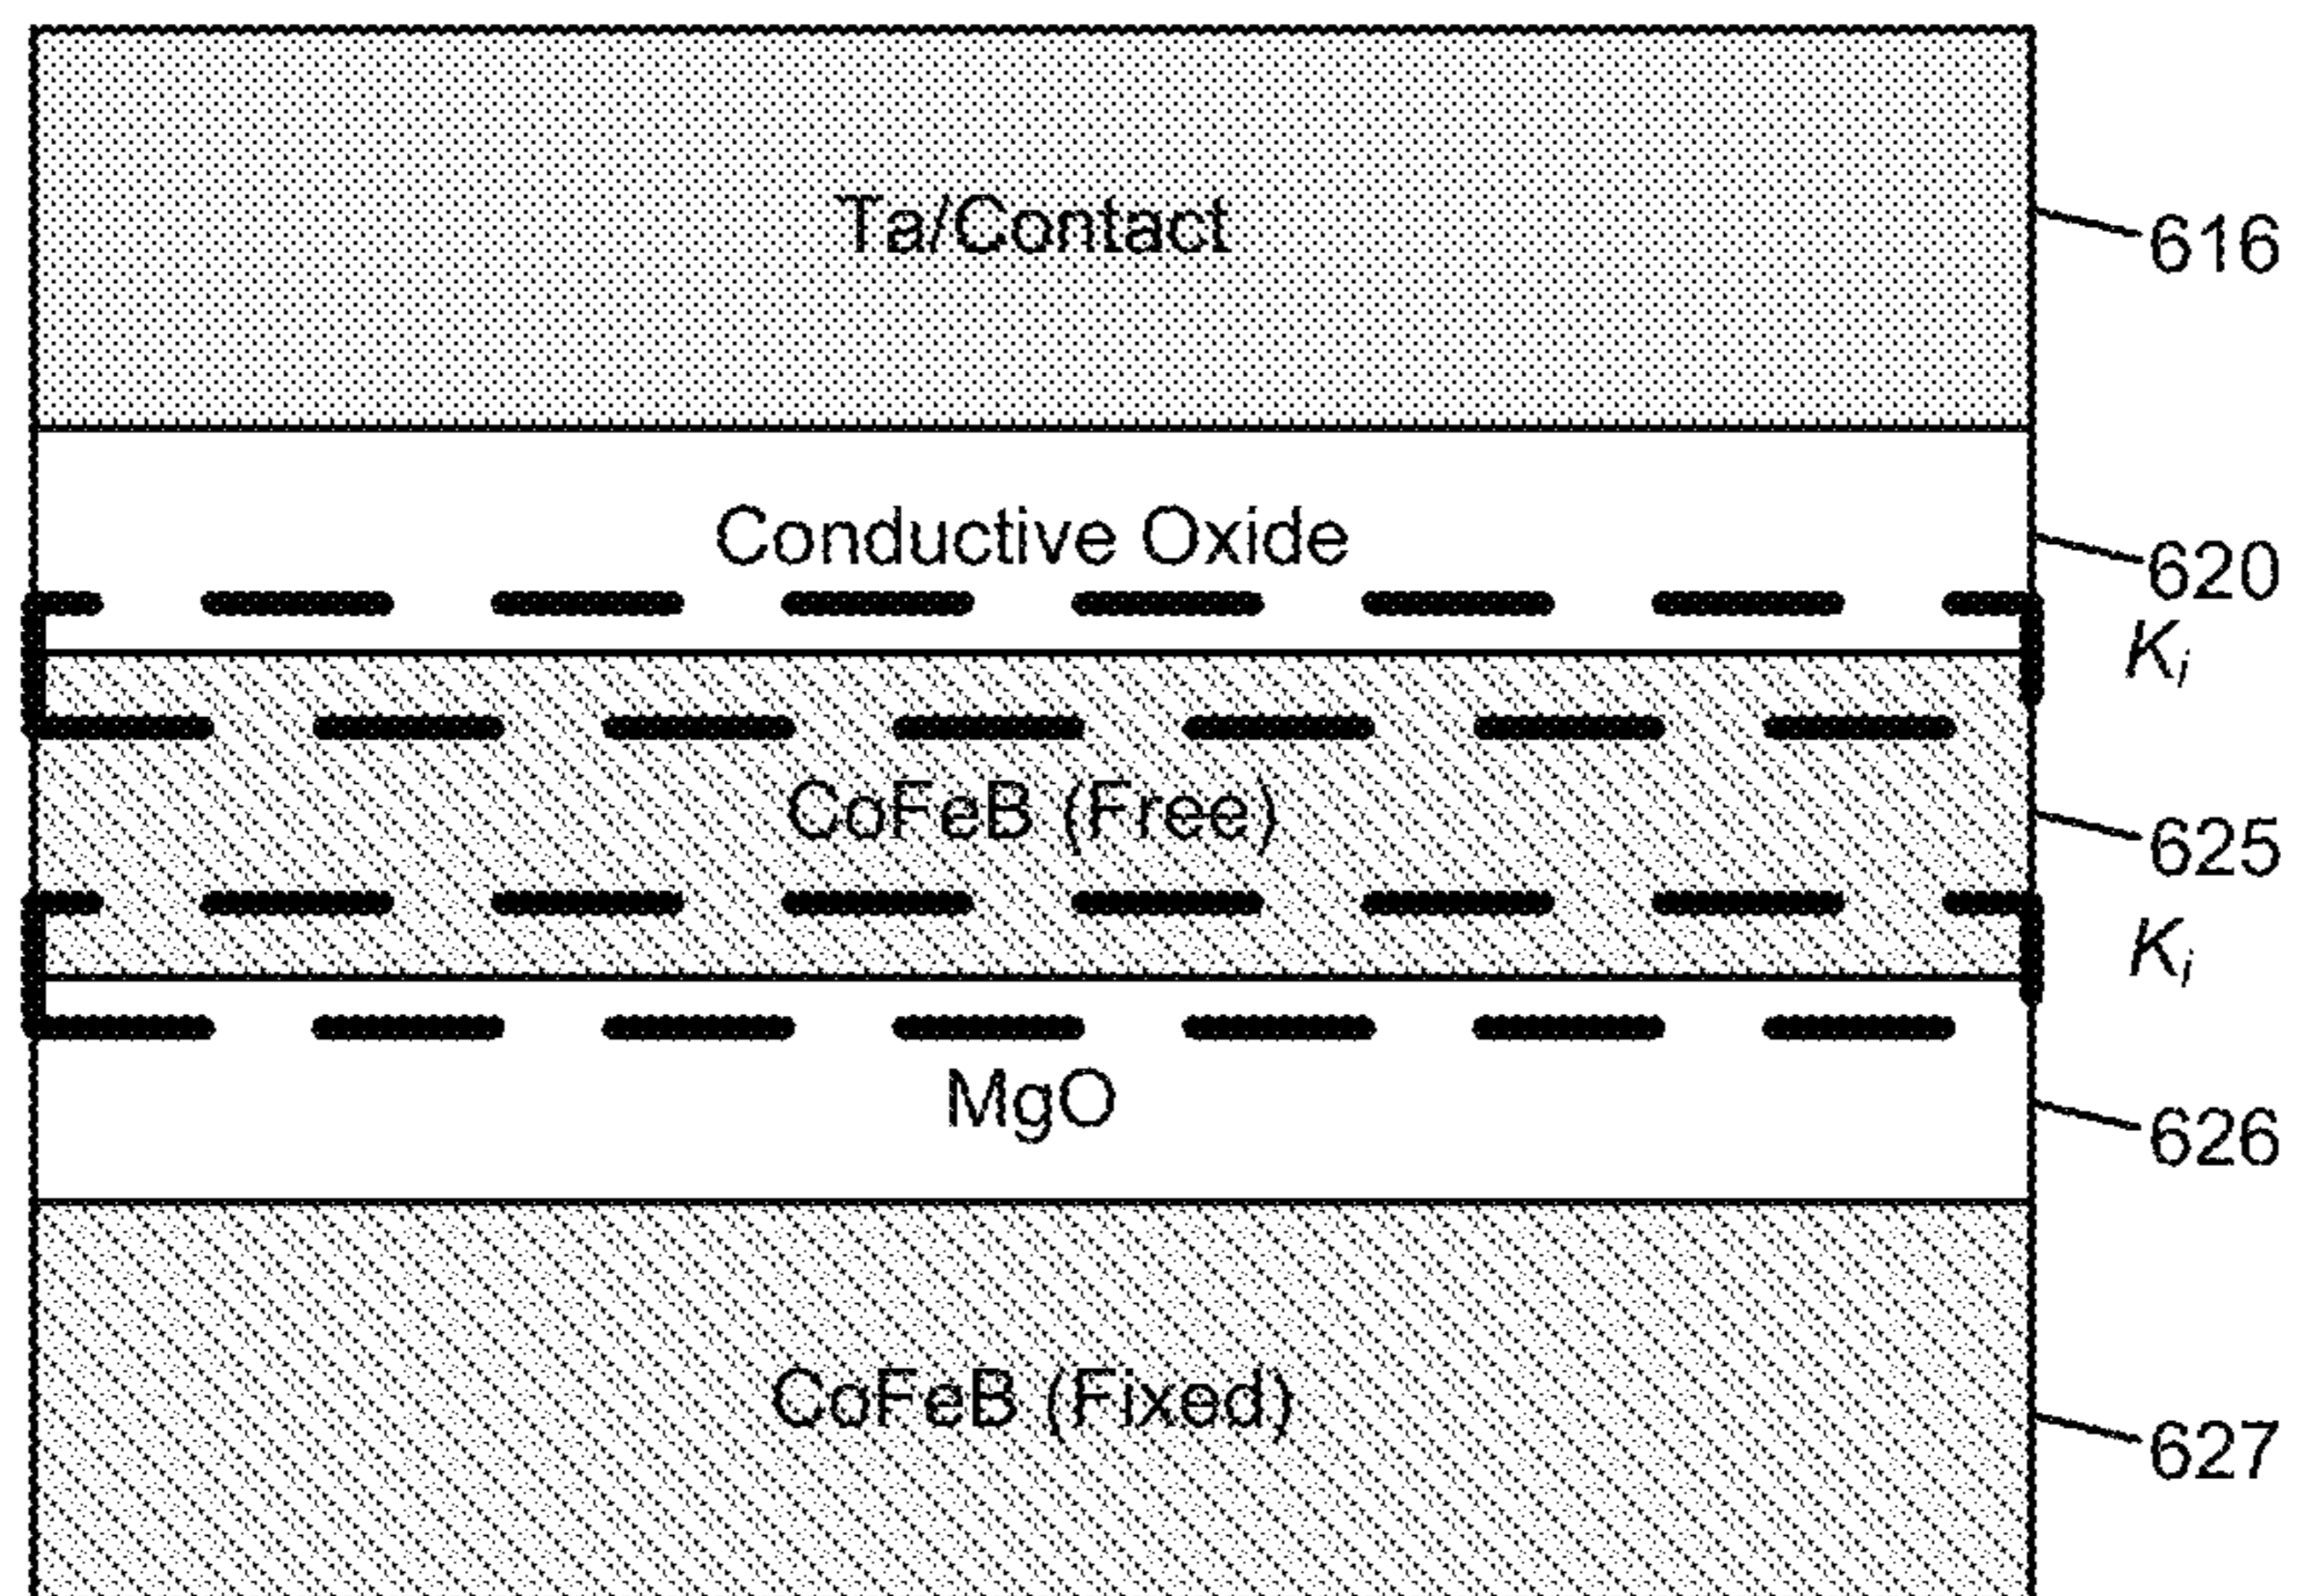 Ta/Contact
616
Conductive Oxide
620
Ki
CoFeB (Free)
625
Ki
MgO
626
CoFeB (Fixed)
627